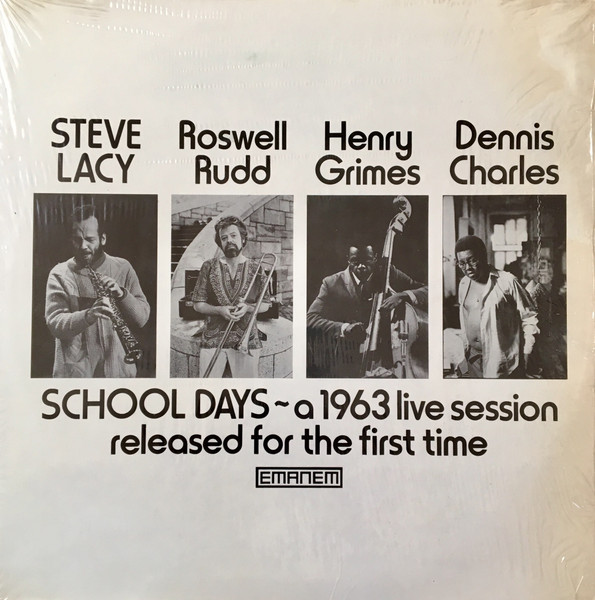 STEVE LACY
Roswell Rudd
Henry Grimes
Dennis Charles
SCHOOL DAYS ~ a 1963 live session
released for the first time
EMANEM